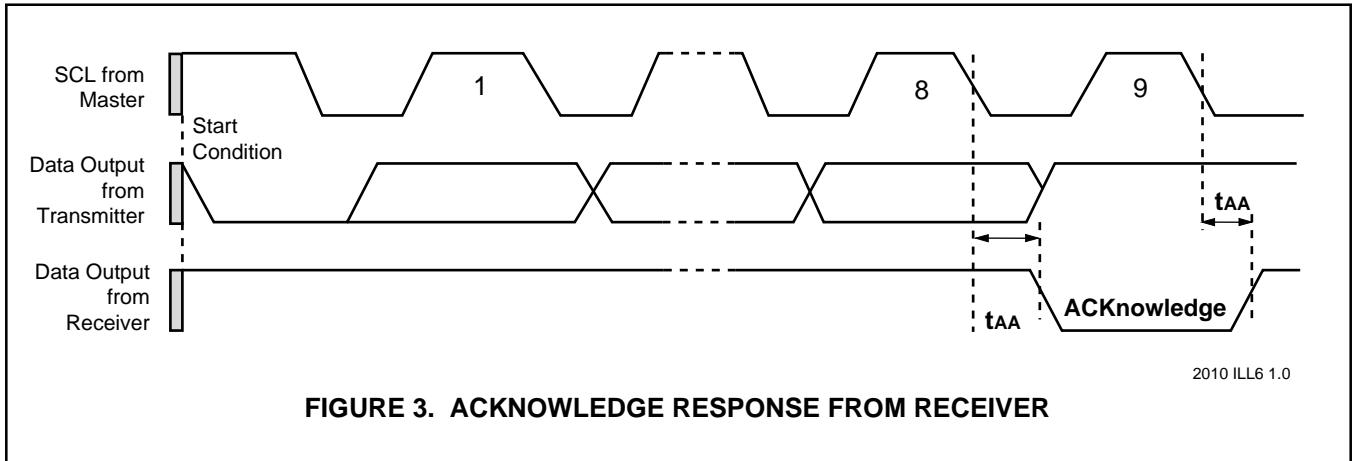 SCL from
Master
1
8
9
Start
Condition
Data Output
from
Transmitter
tAA
Data Output
from
Receiver
tAA
ACKnowledge
2010 ILL6 1.0
FIGURE 3. ACKNOWLEDGE RESPONSE FROM RECEIVER